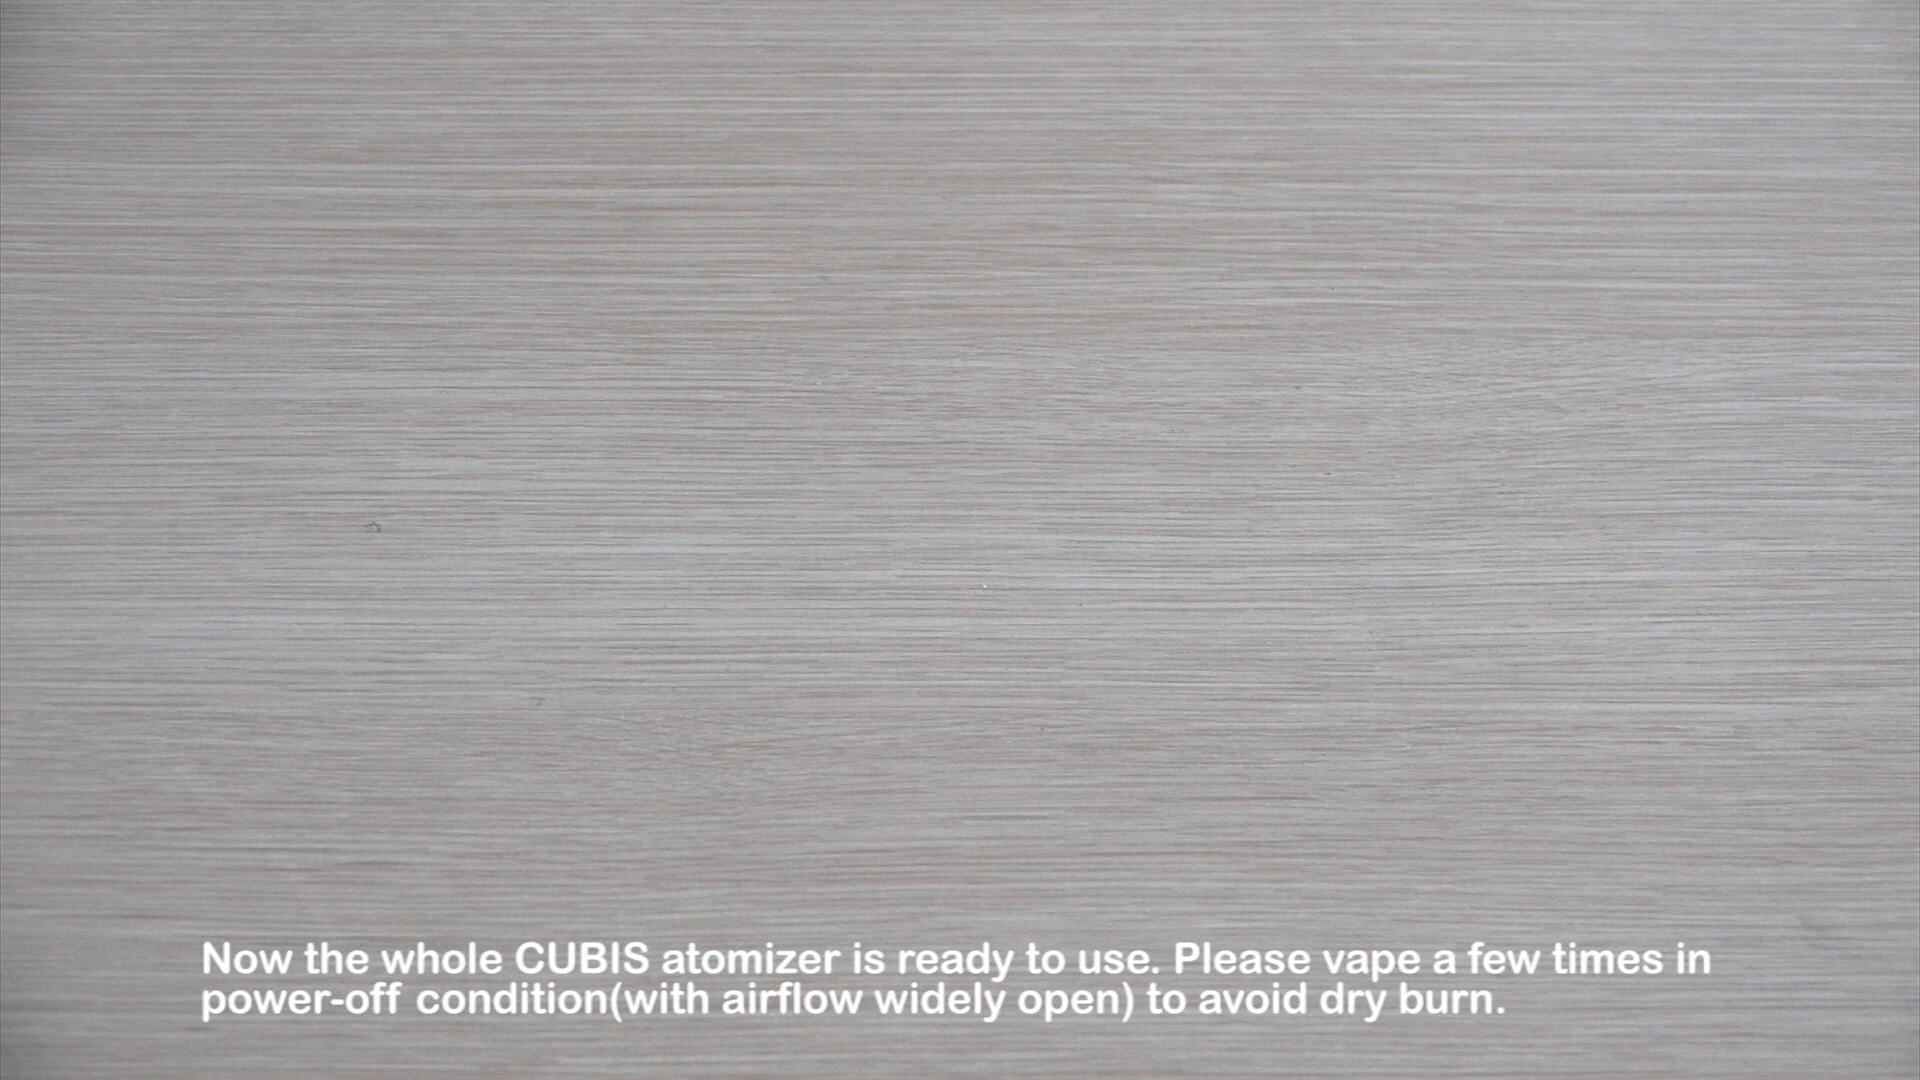 Now the whole CUBIS atomizer is ready to use. Please vape a few times in
power-off condition(with airflow widely open) to avoid dry burn.